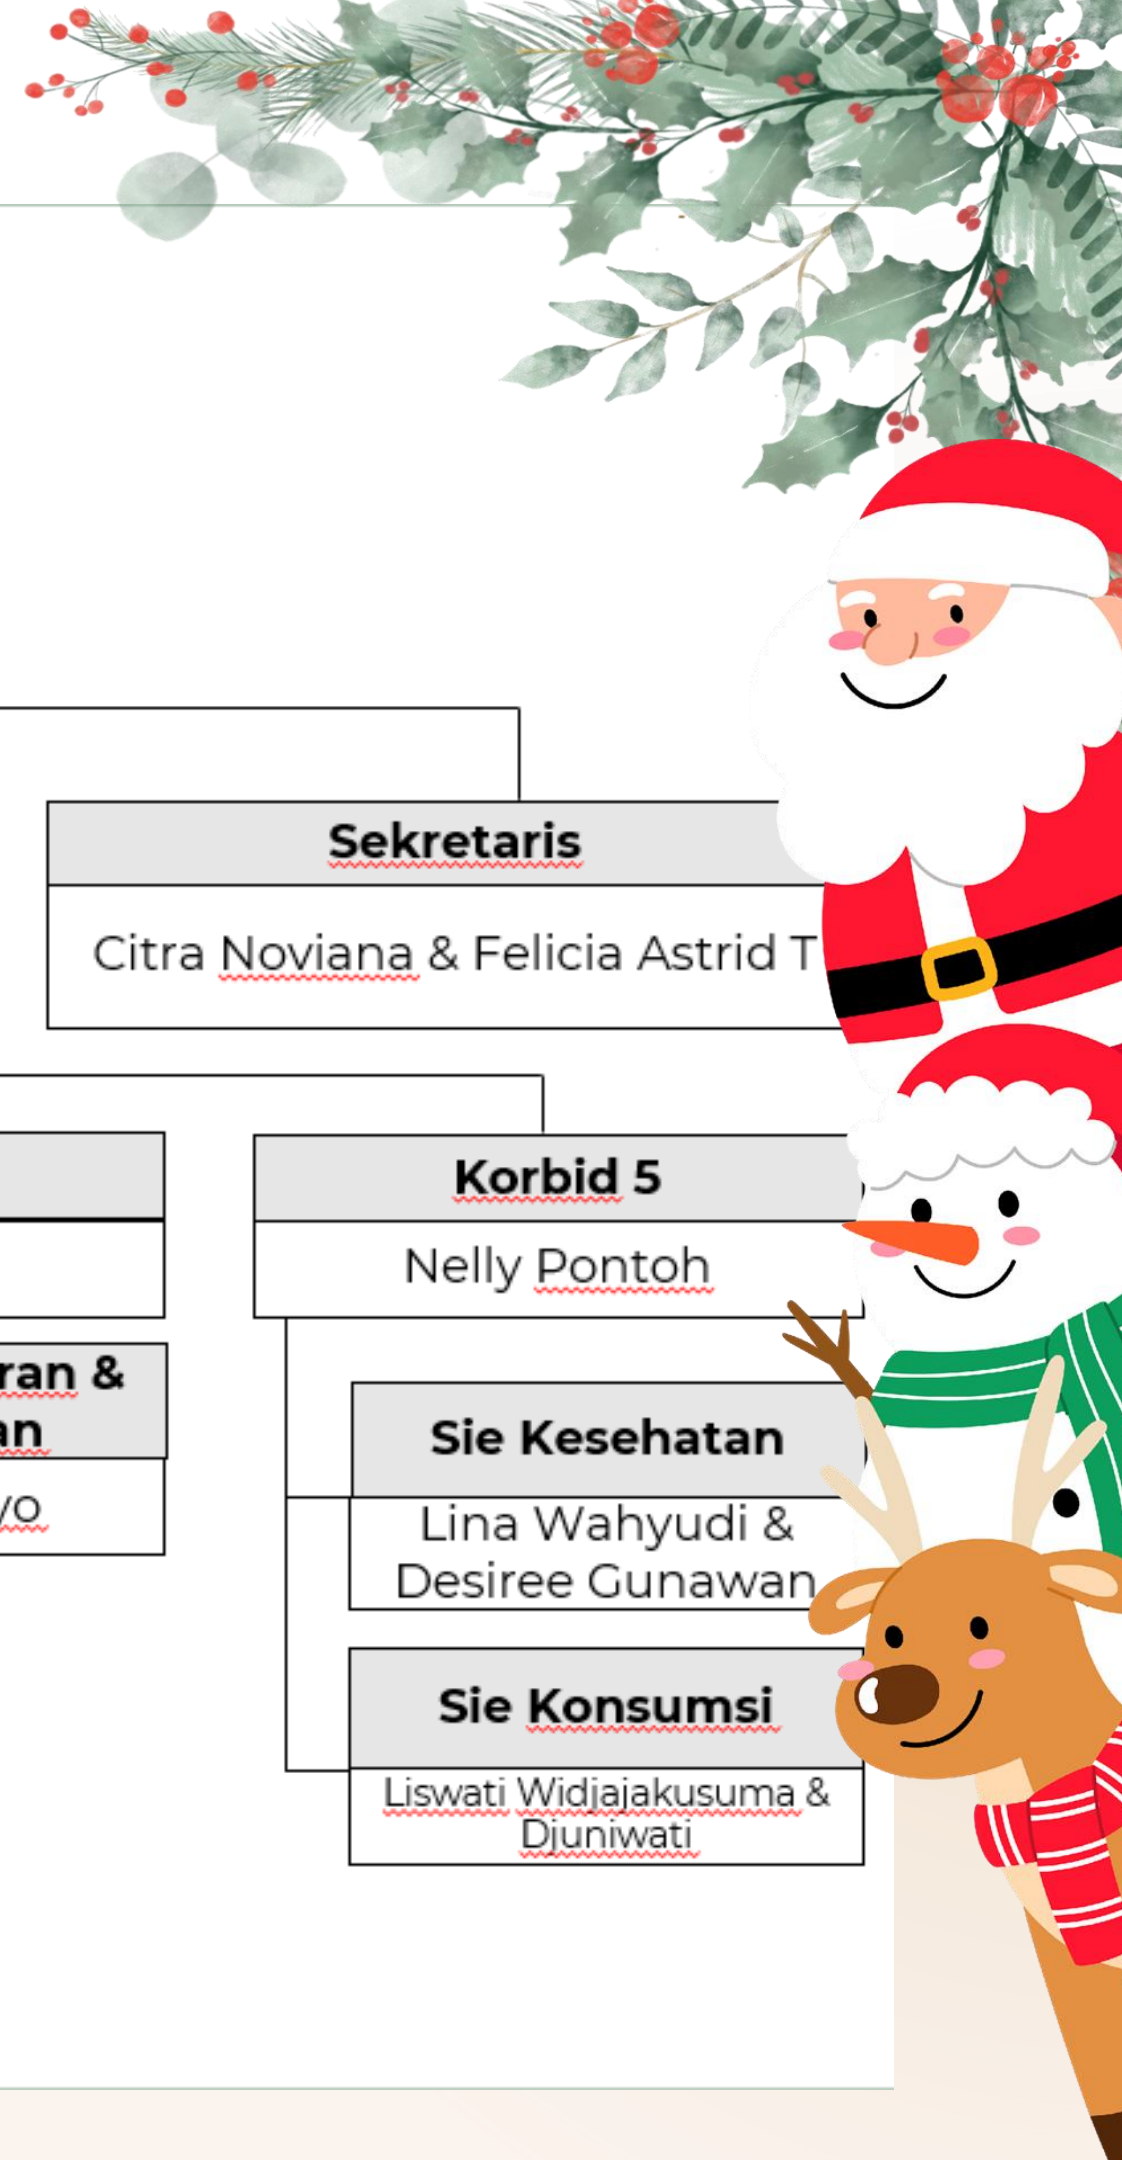 Sekretaris
Citra Noviana & Felicia Astrid T
Korbid 5
Nelly Pontoh
ran &
an
yo
Sie Kesehatan
Lina Wahyudi &
Desiree Gunawan
Sie Konsumsi
Liswati Widjajakusuma &
Djuniwati